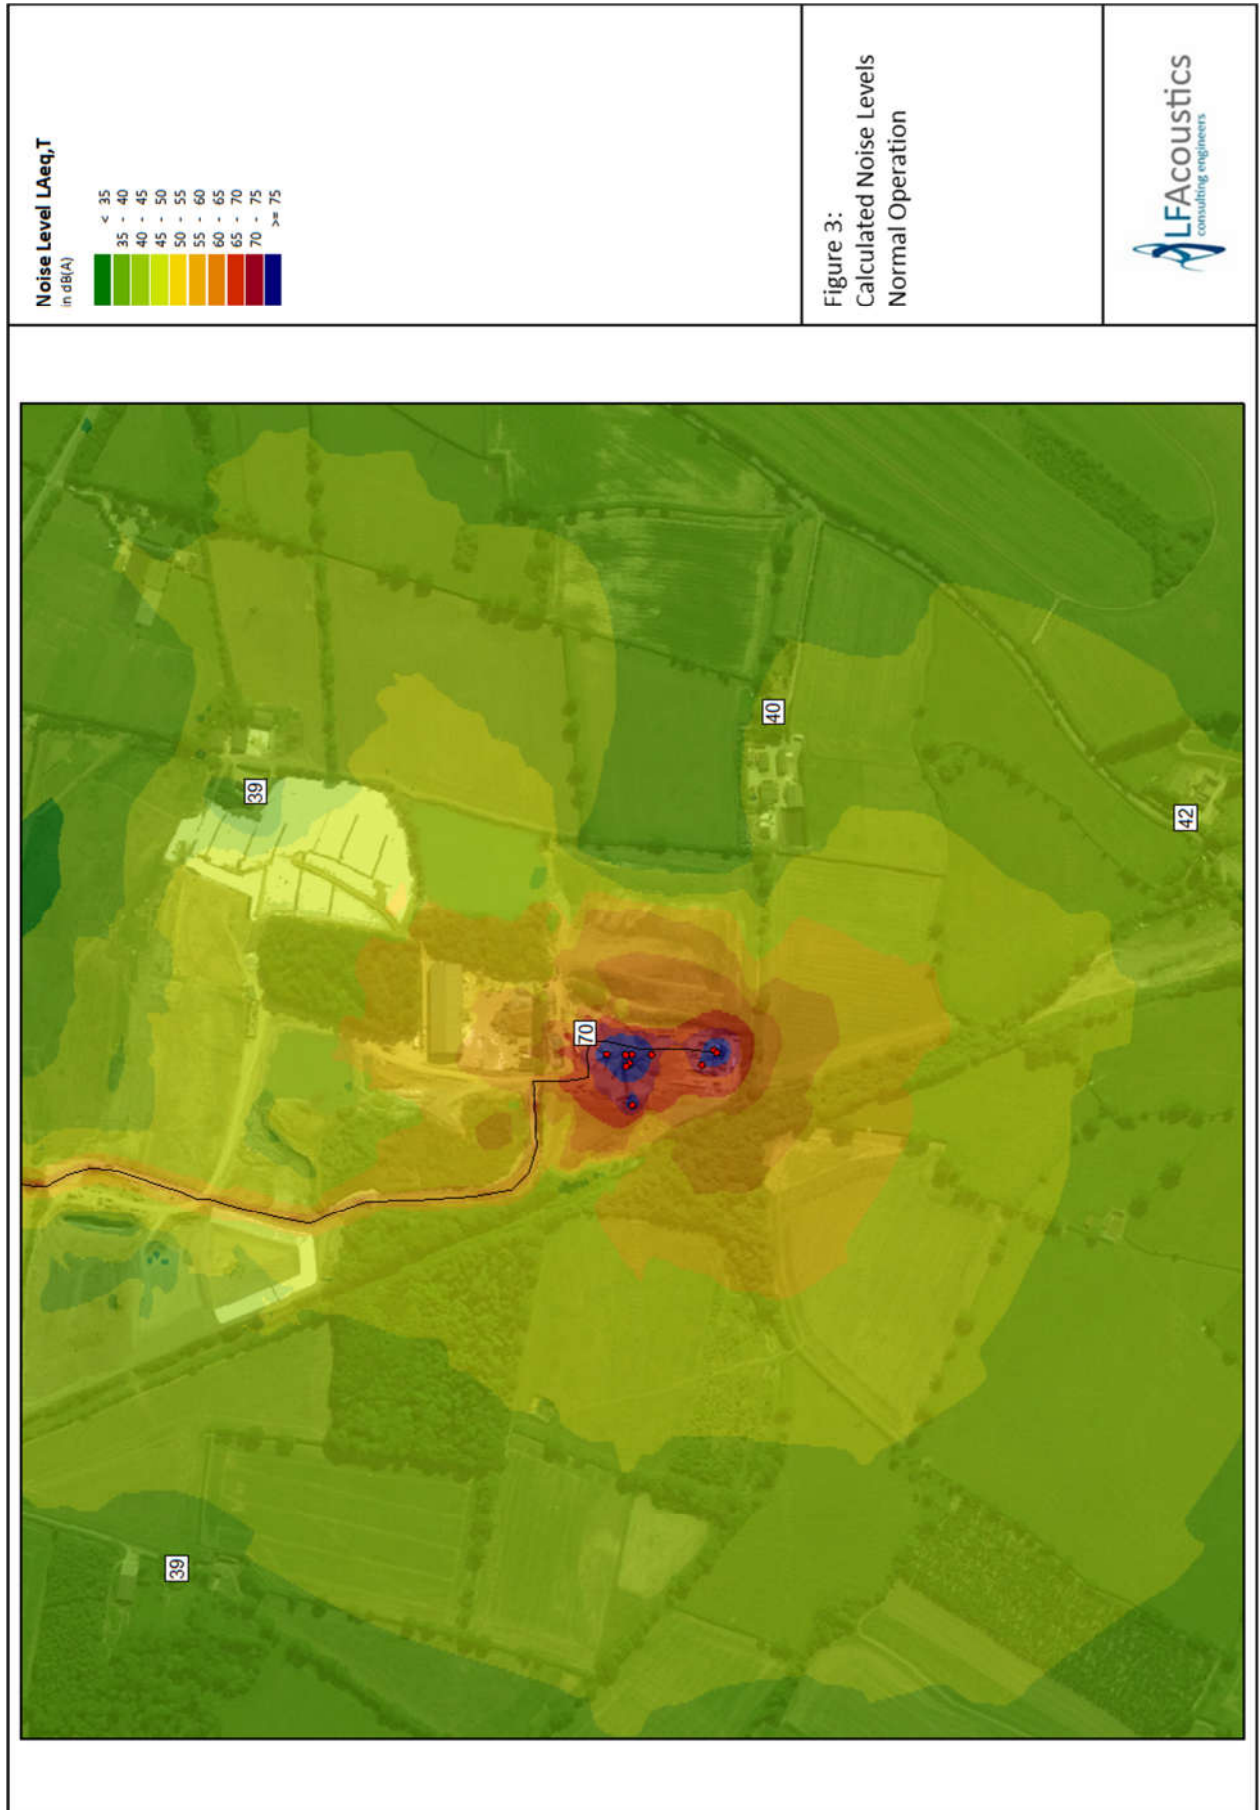 Noise Level LAeq,T
in dB(A)
< 35
35 - 40
40 - 45
45 - 50
50 - 55
55 - 60
60 - 65
65 - 70
70 - 75
>= 75
Figure 3:
Calculated Noise Levels
Normal Operation
LFAcoustics
consulting engineers
39
39
70
40
42